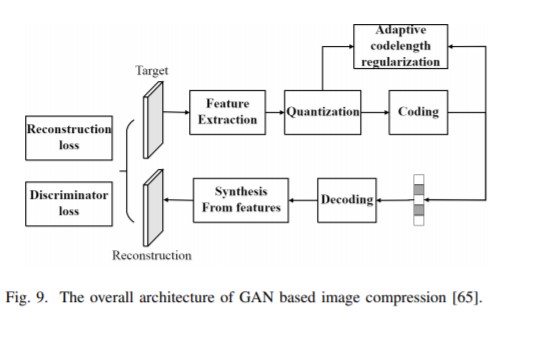 Adaptive
codelength
regularization
Target
Feature
Extraction
Quantization
Coding
Reconstruction
loss
Discriminator
loss
Synthesis
From features
Decoding
Reconstruction
Fig. 9. The overall architecture of GAN based image compression [65].